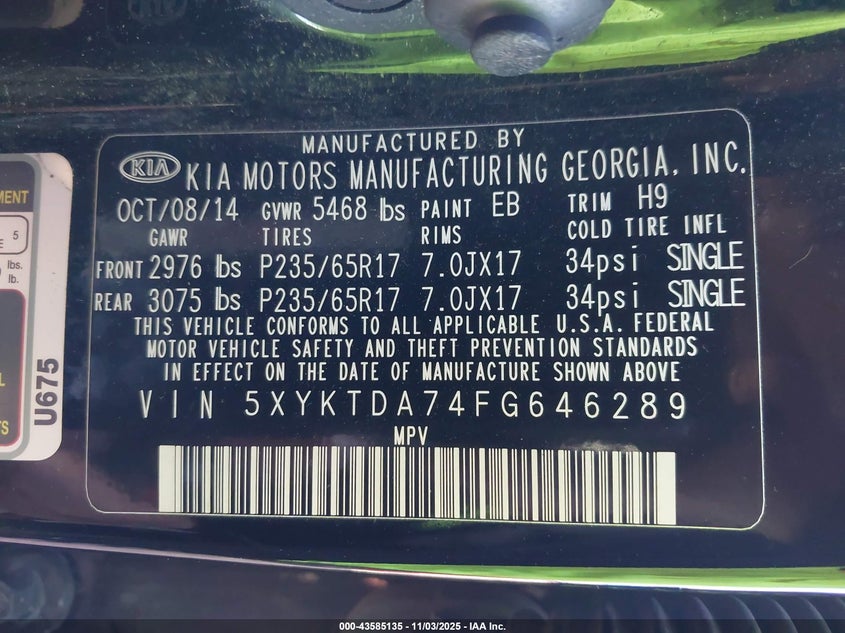 MANUFACTURED BY
KIA KIA MOTORS MANUFACTURING GEORGIA, INC.
OCT/08/14 GVWR 5468 lbs PAINT EB TRIM H9
GAWR TIRES RIMS COLD TIRE INFL
FRONT 2976 lbs P235/65R17 7.0JX17 34psi SINGLE
REAR 3075 lbs P235/65R17 7.0JX17 34psi SINGLE
THIS VEHICLE CONFORMS TO ALL APPLICABLE U.S.A. FEDERAL
MOTOR VEHICLE SAFETY AND THEFT PREVENTION STANDARDS
IN EFFECT ON THE DATE OF MANUFACTURE SHOWN ABOVE
VIN 5XYKTDA74FG646289
MPV
5
lbs.
lb.
U675
000-43585135 - 11/03/2025 - IAA Inc.